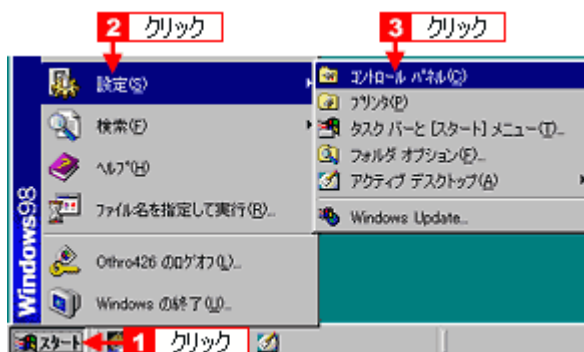 2 クリック
3 クリック
設定(S)
検索(F)
ヘルプ(H)
ファイル名を指定して実行(R)...
Othro426 のログオフ(L)...
Windows の終了(U)...
Windows98
コントロール パネル(C)
プリンタ(P)
タスク バーと [スタート] メニュー(T)...
フォルダ オプション(F)...
アクティブ デスクトップ(A)
Windows Update...
スタート
1 クリック